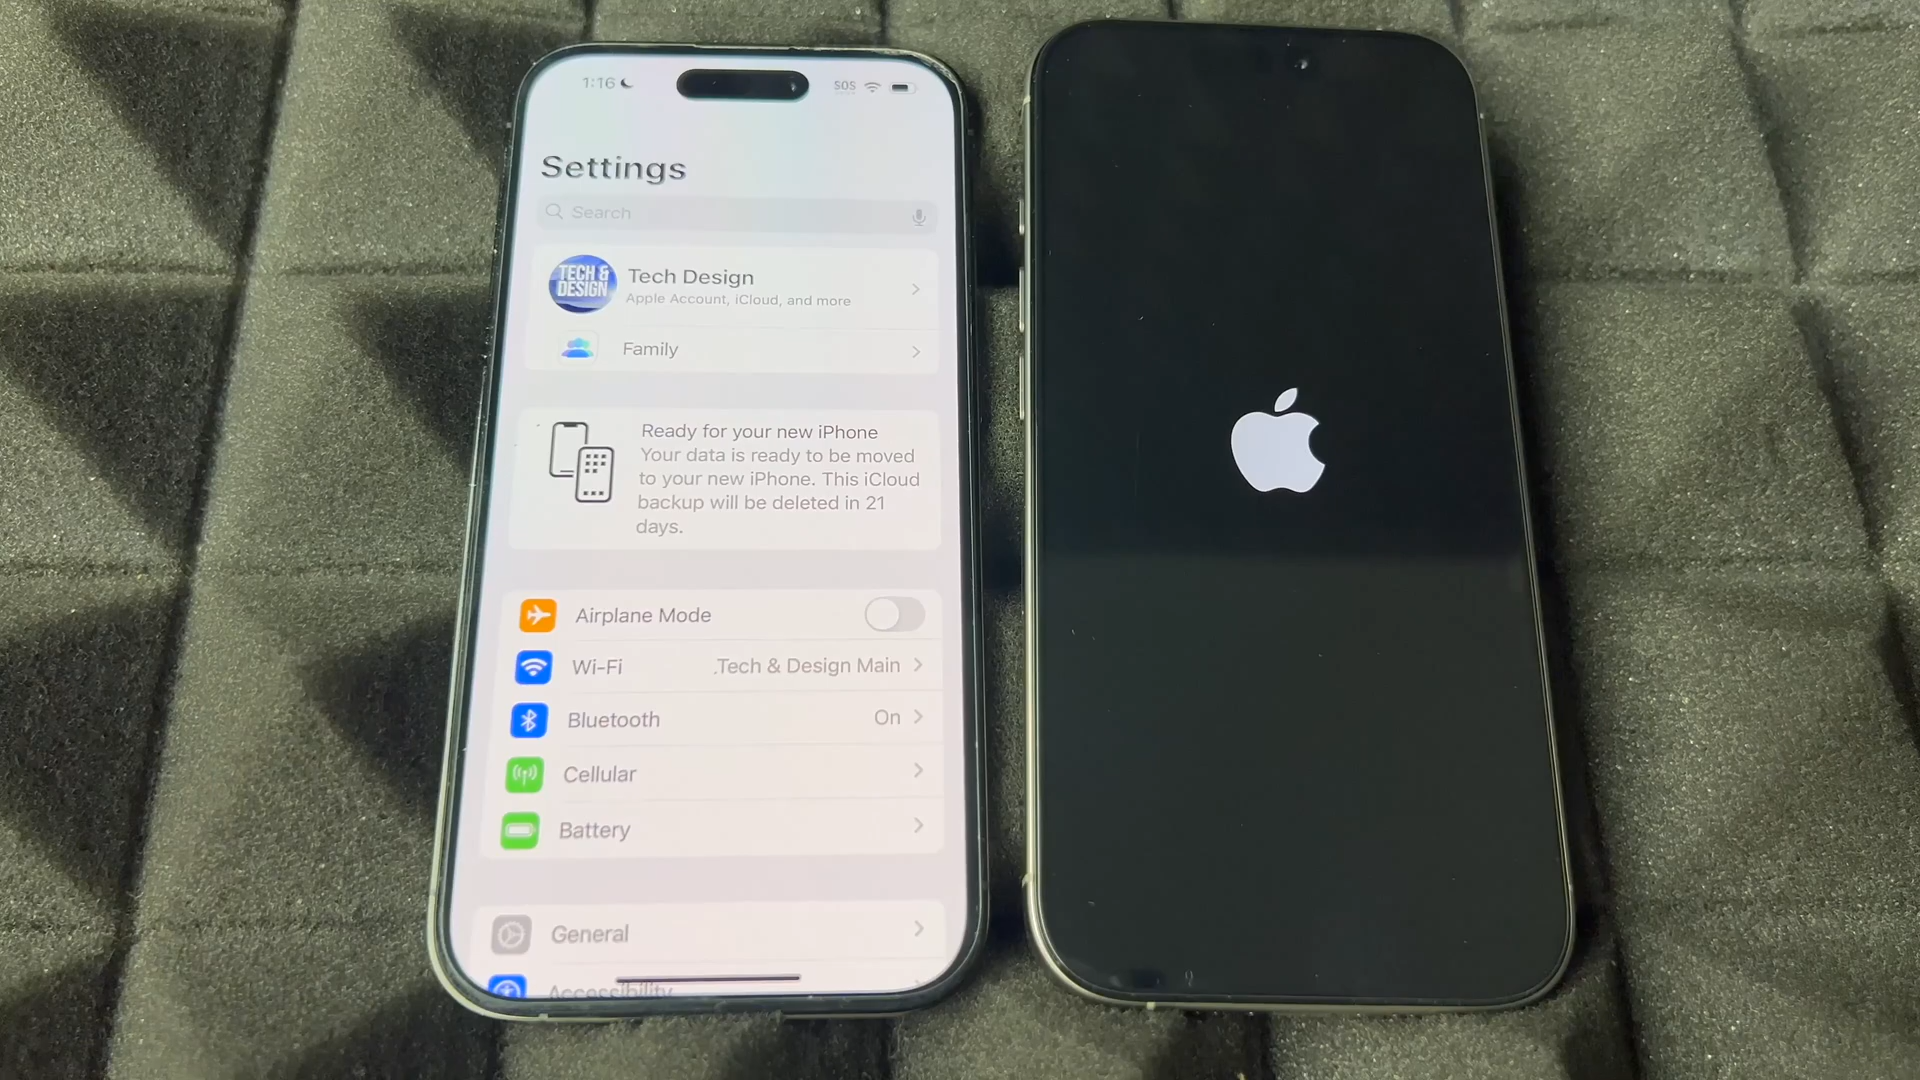 1:16
SOS
Settings
Search
TECH &
DESIGN
Tech Design
Apple Account, iCloud, and more
Family
Ready for your new iPhone
Your data is ready to be moved
to your new iPhone. This iCloud
backup will be deleted in 21
days.
Airplane Mode
Wi-Fi .Tech & Design Main
Bluetooth On
Cellular
Battery
General
Accessibility